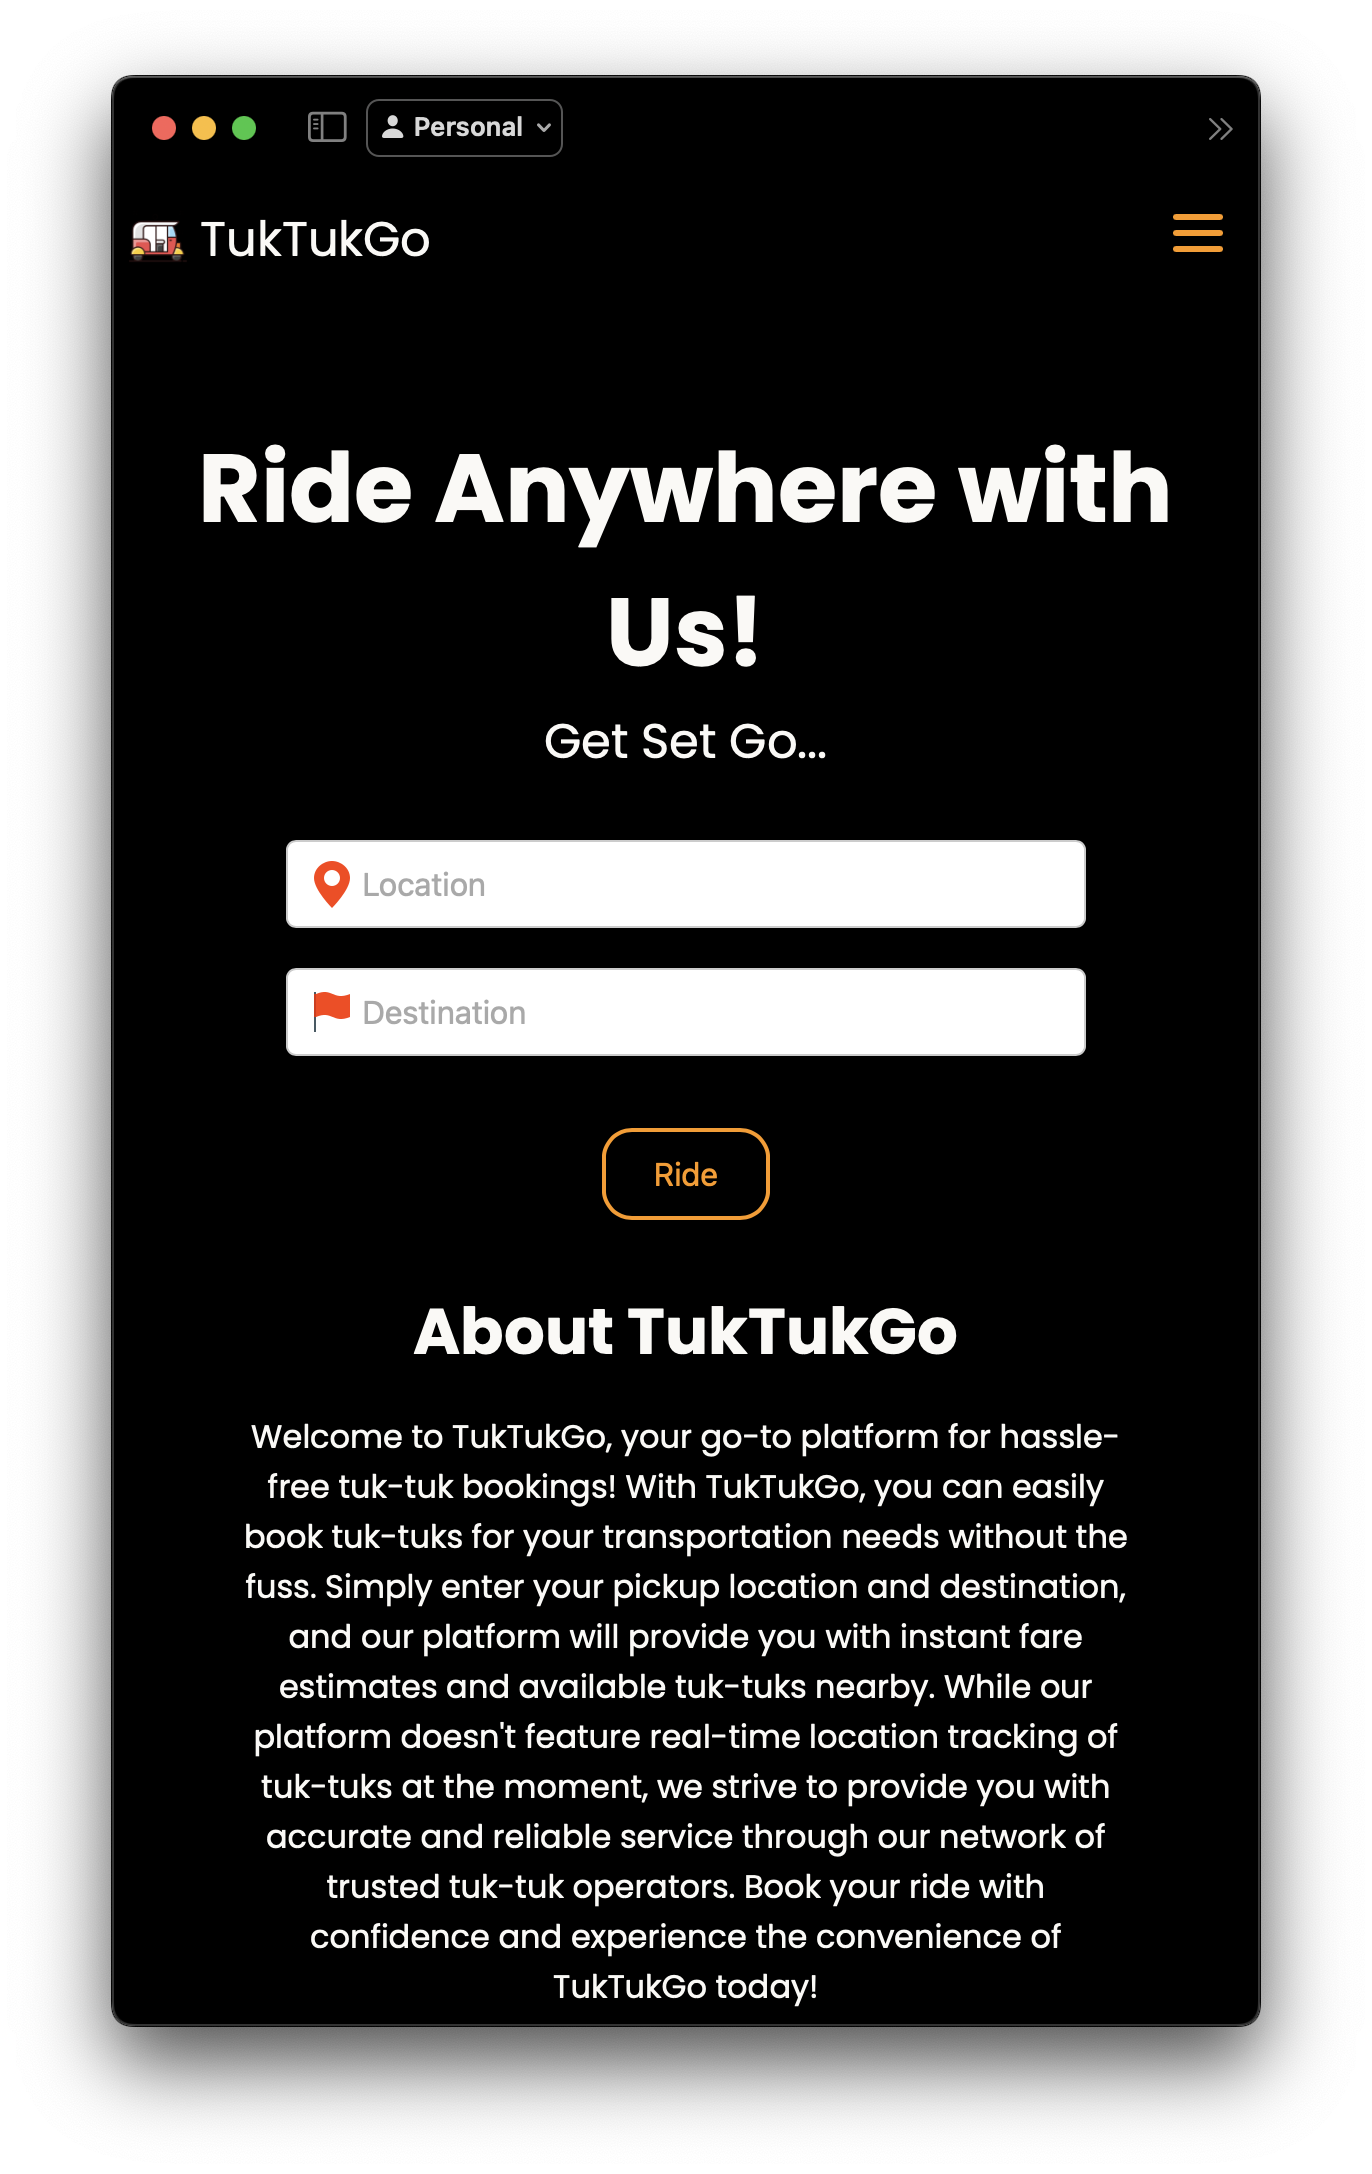 Personal
TukTukGo
Ride Anywhere with
Us!
Get Set Go...
Location
Destination
Ride
About TukTukGo
Welcome to TukTukGo, your go-to platform for hassle-
free tuk-tuk bookings! With TukTukGo, you can easily
book tuk-tuks for your transportation needs without the
fuss. Simply enter your pickup location and destination,
and our platform will provide you with instant fare
estimates and available tuk-tuks nearby. While our
platform doesn't feature real-time location tracking of
tuk-tuks at the moment, we strive to provide you with
accurate and reliable service through our network of
trusted tuk-tuk operators. Book your ride with
confidence and experience the convenience of
TukTukGo today!